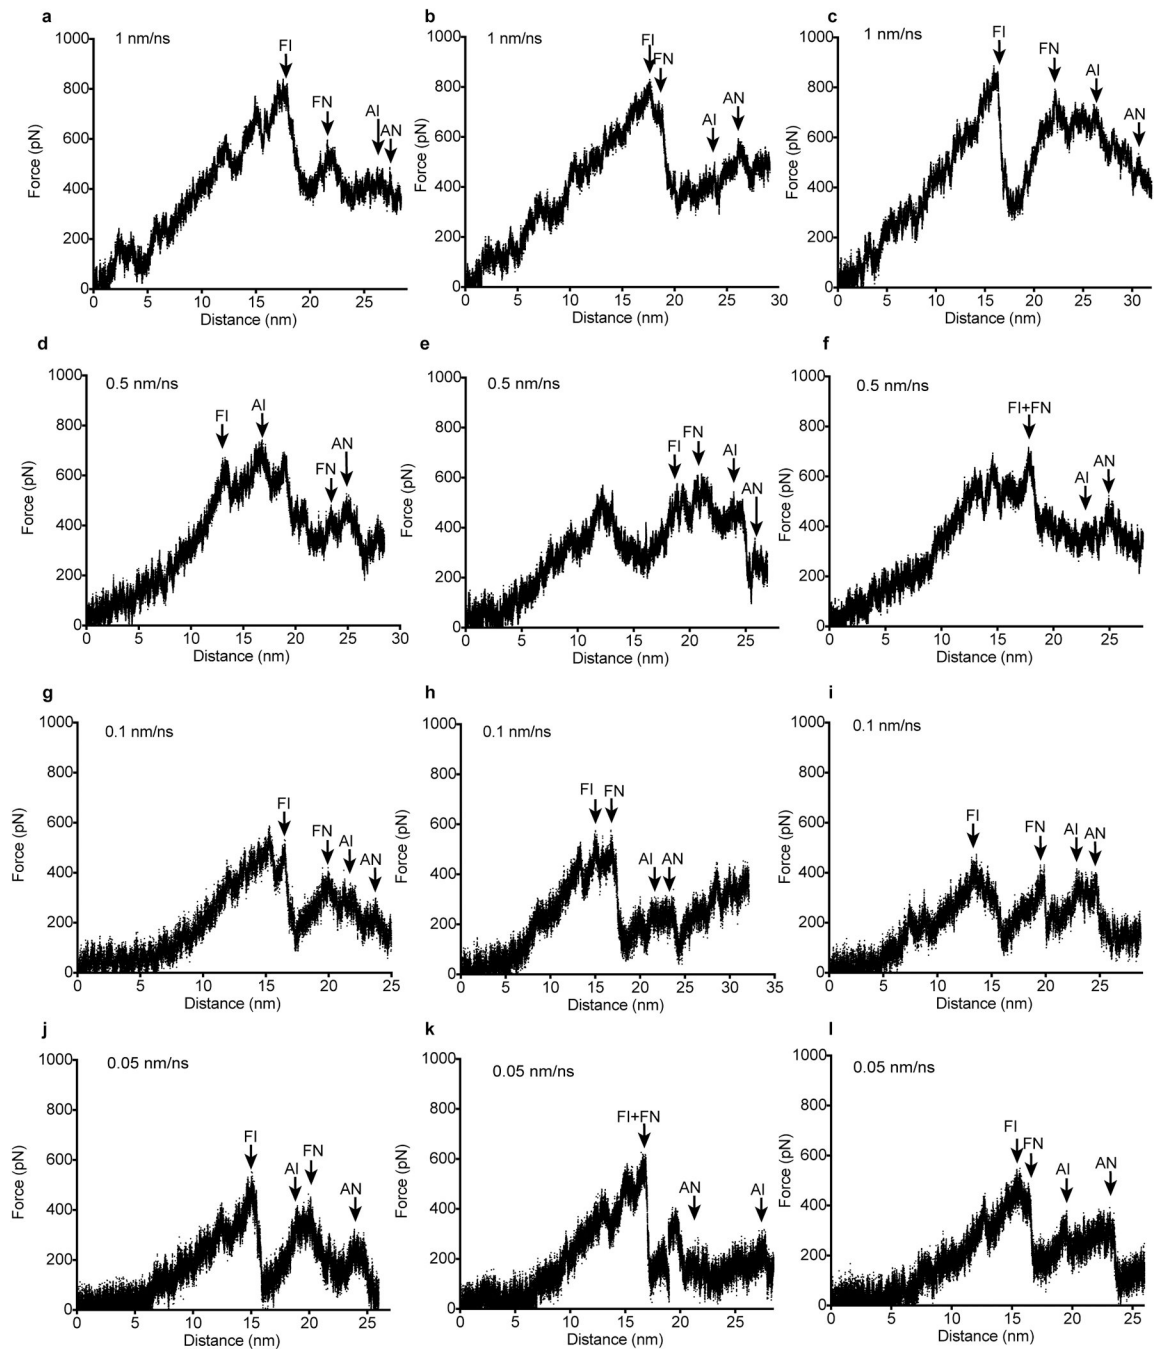 a
1 nm/ns
FI
FN
AI
AN
1000
800
600
400
200
0
Force (pN)
0 5 10 15 20 25
Distance (nm)
b
1 nm/ns
FI
FN
AI
AN
1000
800
600
400
200
0
Force (pN)
0 5 10 15 20 25 30
Distance (nm)
c
1 nm/ns
FI
FN
AI
AN
1000
800
600
400
200
0
Force (pN)
0 5 10 15 20 25 30
Distance (nm)
d
0.5 nm/ns
FI
AI
FN
AN
1000
800
600
400
200
0
Force (pN)
0 5 10 15 20 25 30
Distance (nm)
e
0.5 nm/ns
FI
FN
AI
AN
1000
800
600
400
200
0
Force (pN)
0 5 10 15 20 25
Distance (nm)
f
0.5 nm/ns
FI+FN
AI
AN
1000
800
600
400
200
0
Force (pN)
0 5 10 15 20 25
Distance (nm)
g
0.1 nm/ns
FI
FN
AI
AN
1000
800
600
400
200
0
Force (pN)
0 5 10 15 20 25
Distance (nm)
h
0.1 nm/ns
FI
FN
AI
AN
1000
800
600
400
200
0
Force (pN)
0 5 10 15 20 25 30 35
Distance (nm)
i
0.1 nm/ns
FI
FN
AI
AN
1000
800
600
400
200
0
Force (pN)
0 5 10 15 20 25
Distance (nm)
j
0.05 nm/ns
FI
AI
FN
AN
1000
800
600
400
200
0
Force (pN)
0 5 10 15 20 25
Distance (nm)
k
0.05 nm/ns
FI+FN
AN
AI
1000
800
600
400
200
0
Force (pN)
0 5 10 15 20 25
Distance (nm)
l
0.05 nm/ns
FI
FN
AI
AN
1000
800
600
400
200
0
Force (pN)
0 5 10 15 20 25
Distance (nm)